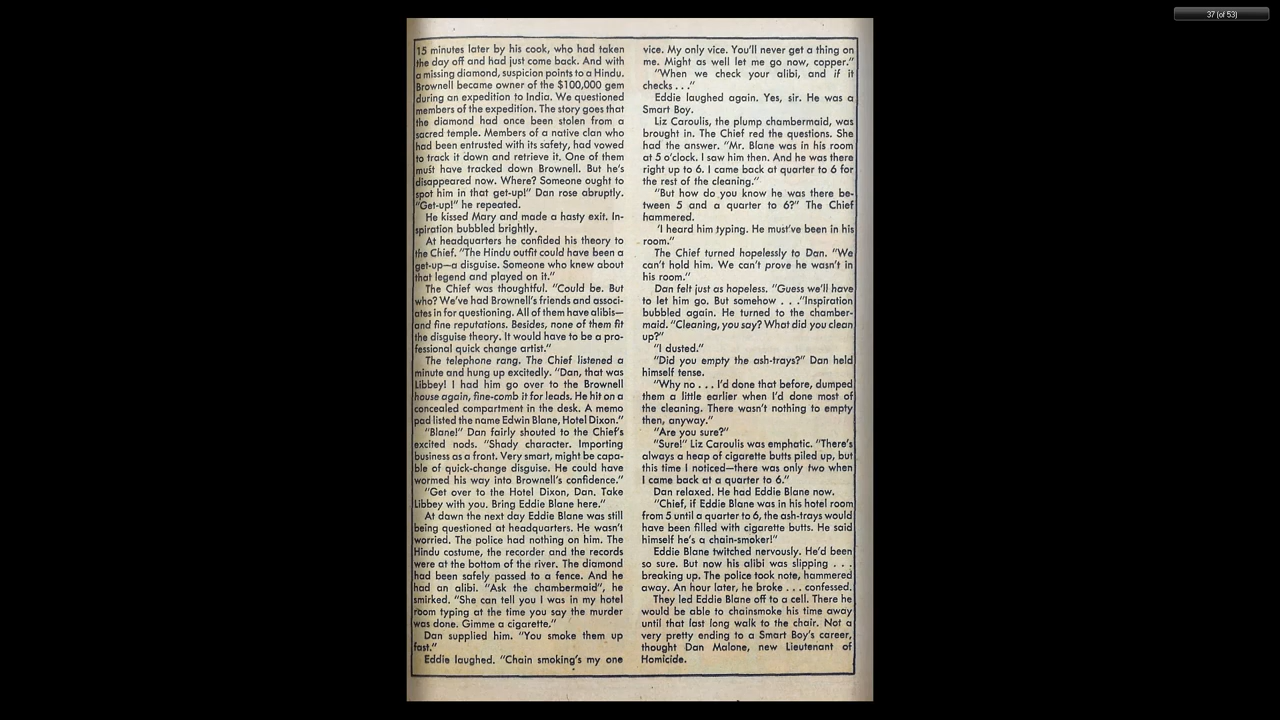 37 (of 53)
15 minutes later by his cook, who had taken
the day off and had just come back. And with
a missing diamond, suspicion points to a Hindu.
Brownell became owner of the $100,000 gem
during an expedition to India. We questioned
members of the expedition. The story goes that
the diamond had once been stolen from a
sacred temple. Members of a native clan who
had been entrusted with its safety, had vowed
to track it down and retrieve it. One of them
must have tracked down Brownell. But he's
disappeared now. Where? Someone ought to
spot him in that get-up!" Dan rose abruptly.
"Get-up!" he repeated.
He kissed Mary and made a hasty exit. In-
spiration bubbled brightly.
At headquarters he confided his theory to
the Chief. "The Hindu outfit could have been a
get-up—a disguise. Someone who knew about
that legend and played on it."
The Chief was thoughtful. "Could be. But
who? We've had Brownell's friends and associ-
ates in for questioning. All of them have alibis—
and fine reputations. Besides, none of them fit
the disguise theory. It would have to be a pro-
fessional quick change artist."
The telephone rang. The Chief listened a
minute and hung up excitedly. "Dan, that was
Libbey! I had him go over to the Brownell
house again, fine-comb it for leads. He hit on a
concealed compartment in the desk. A memo
pad listed the name Edwin Blane, Hotel Dixon."
"Blane!" Dan fairly shouted to the Chief's
excited nods. "Shady character. Importing
business as a front. Very smart, might be capa-
ble of quick-change disguise. He could have
wormed his way into Brownell's confidence."
"Get over to the Hotel Dixon, Dan. Take
Libbey with you. Bring Eddie Blane here."
At dawn the next day Eddie Blane was still
being questioned at headquarters. He wasn't
worried. The police had nothing on him. The
Hindu costume, the recorder and the records
were at the bottom of the river. The diamond
had been safely passed to a fence. And he
had an alibi. "Ask the chambermaid", he
smirked. "She can tell you I was in my hotel
room typing at the time you say the murder
was done. Gimme a cigarette."
Dan supplied him. "You smoke them up
fast."
Eddie laughed. "Chain smoking's my one
vice. My only vice. You'll never get a thing on
me. Might as well let me go now, copper."
"When we check your alibi, and if it
checks . . ."
Eddie laughed again. Yes, sir. He was a
Smart Boy.
Liz Caroulis, the plump chambermaid, was
brought in. The Chief red the questions. She
had the answer. "Mr. Blane was in his room
at 5 o'clock. I saw him then. And he was there
right up to 6. I came back at quarter to 6 for
the rest of the cleaning."
"But how do you know he was there be-
tween 5 and a quarter to 6?" The Chief
hammered.
'I heard him typing. He must've been in his
room."
The Chief turned hopelessly to Dan. "We
can't hold him. We can't prove he wasn't in
his room."
Dan felt just as hopeless. "Guess we'll have
to let him go. But somehow . . ."Inspiration
bubbled again. He turned to the chamber-
maid. "Cleaning, you say? What did you clean
up?"
"I dusted."
"Did you empty the ash-trays?" Dan held
himself tense.
"Why no . . . I'd done that before, dumped
them a little earlier when I'd done most of
the cleaning. There wasn't nothing to empty
then, anyway."
"Are you sure?"
"Sure!" Liz Caroulis was emphatic. "There's
always a heap of cigarette butts piled up, but
this time I noticed—there was only two when
I came back at a quarter to 6."
Dan relaxed. He had Eddie Blane now.
"Chief, if Eddie Blane was in his hotel room
from 5 until a quarter to 6, the ash-trays would
have been filled with cigarette butts. He said
himself he's a chain-smoker!"
Eddie Blane twitched nervously. He'd been
so sure. But now his alibi was slipping . . .
breaking up. The police took note, hammered
away. An hour later, he broke . . . confessed.
They led Eddie Blane off to a cell. There he
would be able to chainsmoke his time away
until that last long walk to the chair. Not a
very pretty ending to a Smart Boy's career,
thought Dan Malone, new Lieutenant of
Homicide.